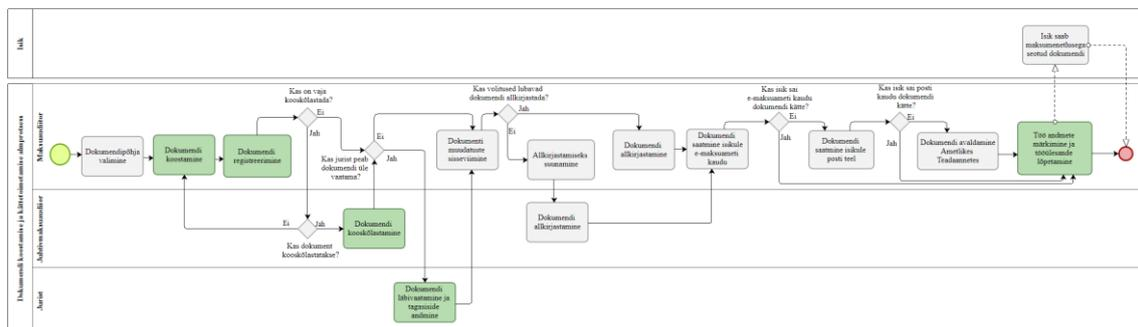 Isik
Isik saab
maksumenetlusega
seotud dokumendi
Dokumendi koostamise ja kättetoimetamise alamprotsess
Maksuaudiitor
Dokumendipõhja
valimine
Dokumendi
koostamine
Dokumendi
registreerimine
Kas on vaja
kooskõlastada?
Ei
Jah
Kas jurist peab
dokumendi üle
vaatama?
Ei
Jah
Dokumenti
muudatuste
sisseviimine
Kas volitused lubavad
dokumendi allkirjastada?
Jah
Ei
Allkirjastamiseks
suunamine
Dokumendi
allkirjastamine
Dokumendi
saatmine isikule
e-maksuameti
kaudu
Kas isik sai
e-maksuameti kaudu
dokumendi kätte?
Ei
Jah
Dokumendi
saatmine isikule
posti teel
Kas isik sai posti
kaudu dokumendi
kätte?
Ei
Jah
Dokumendi avaldamine
Ametlikes
Teadaannetes
Töö andmete
märkimine ja
tööülesande
lõpetamine
Juhtivmaksuaudiitor
Ei
Jah
Kas dokument
kooskõlastatakse?
Dokumendi
kooskõlastamine
Dokumendi
allkirjastamine
Jurist
Dokumendi
läbivaatamine ja
tagasiside
andmine